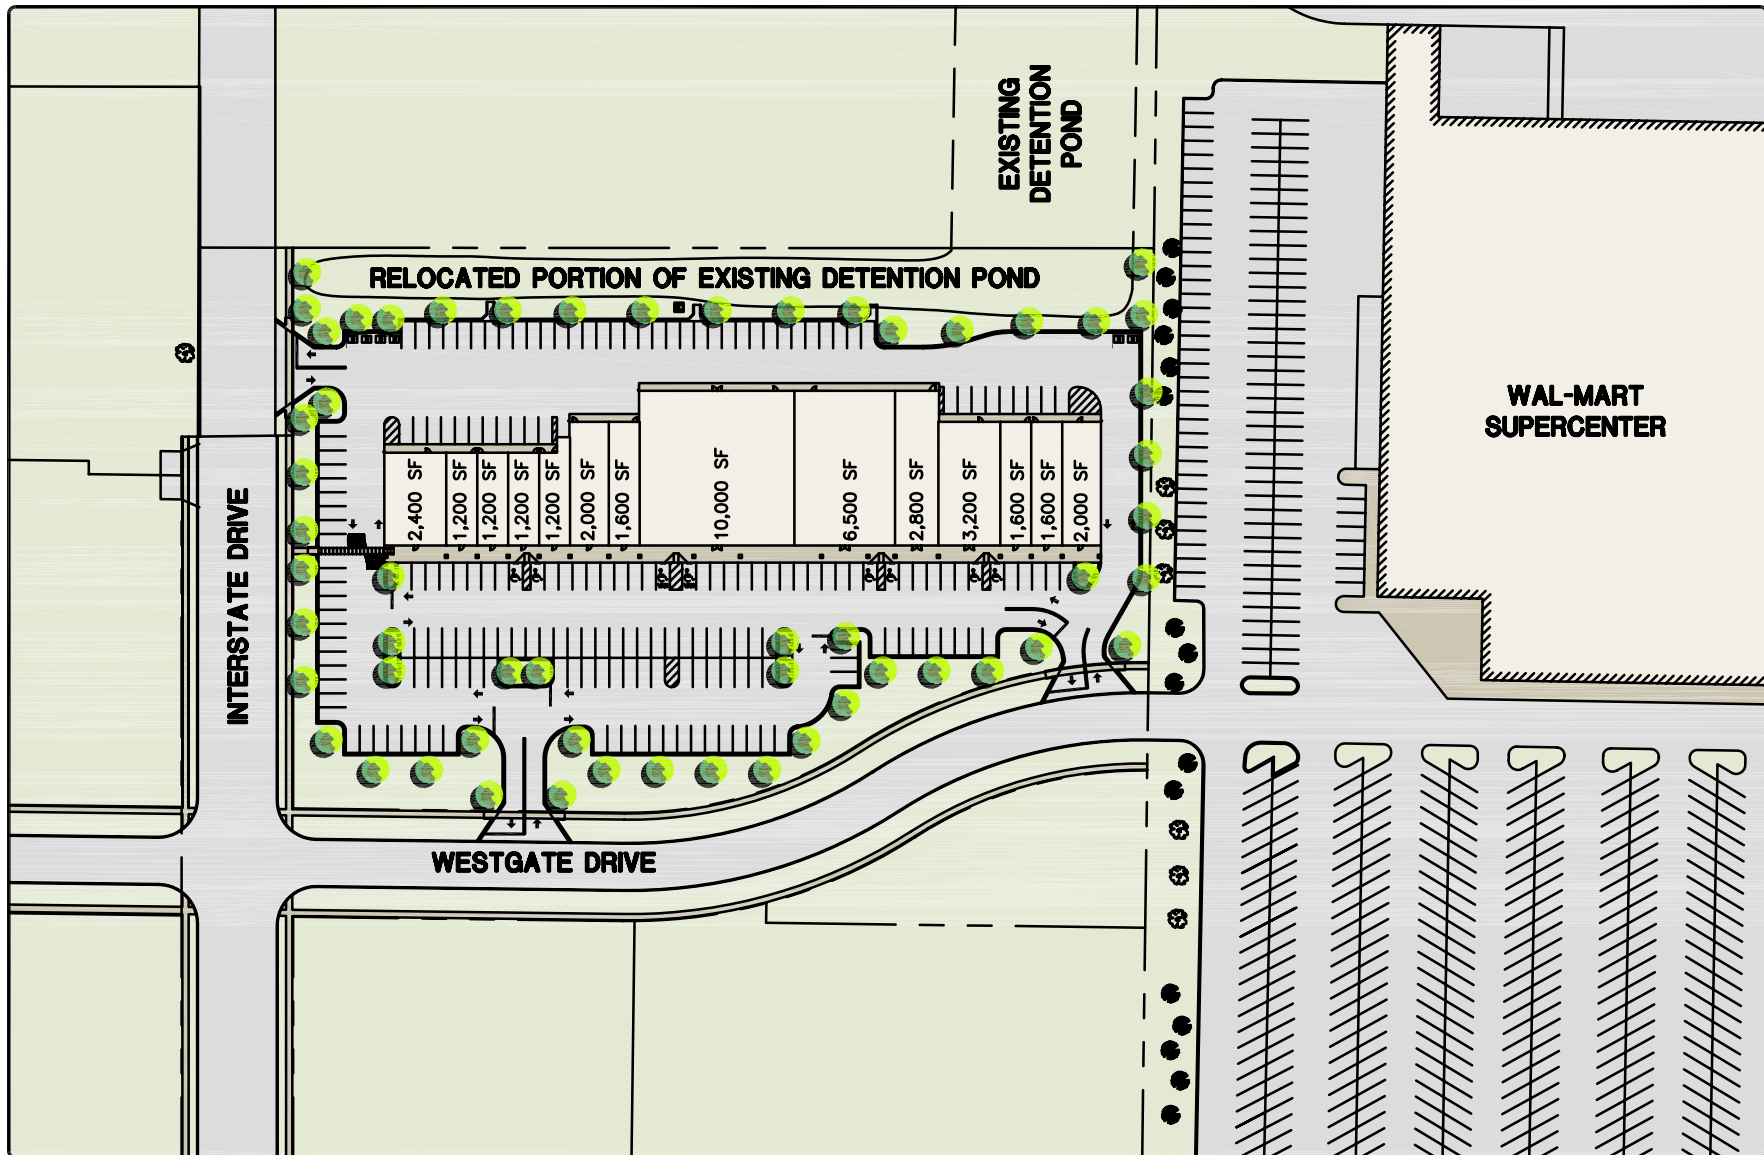 EXISTING
DETENTION
POND
RELOCATED PORTION OF EXISTING DETENTION POND
WAL-MART
SUPERCENTER
2,400 SF
1,200 SF
1,200 SF
1,200 SF
1,200 SF
2,000 SF
1,600 SF
10,000 SF
6,500 SF
2,800 SF
3,200 SF
1,600 SF
1,600 SF
2,000 SF
INTERSTATE DRIVE
WESTGATE DRIVE